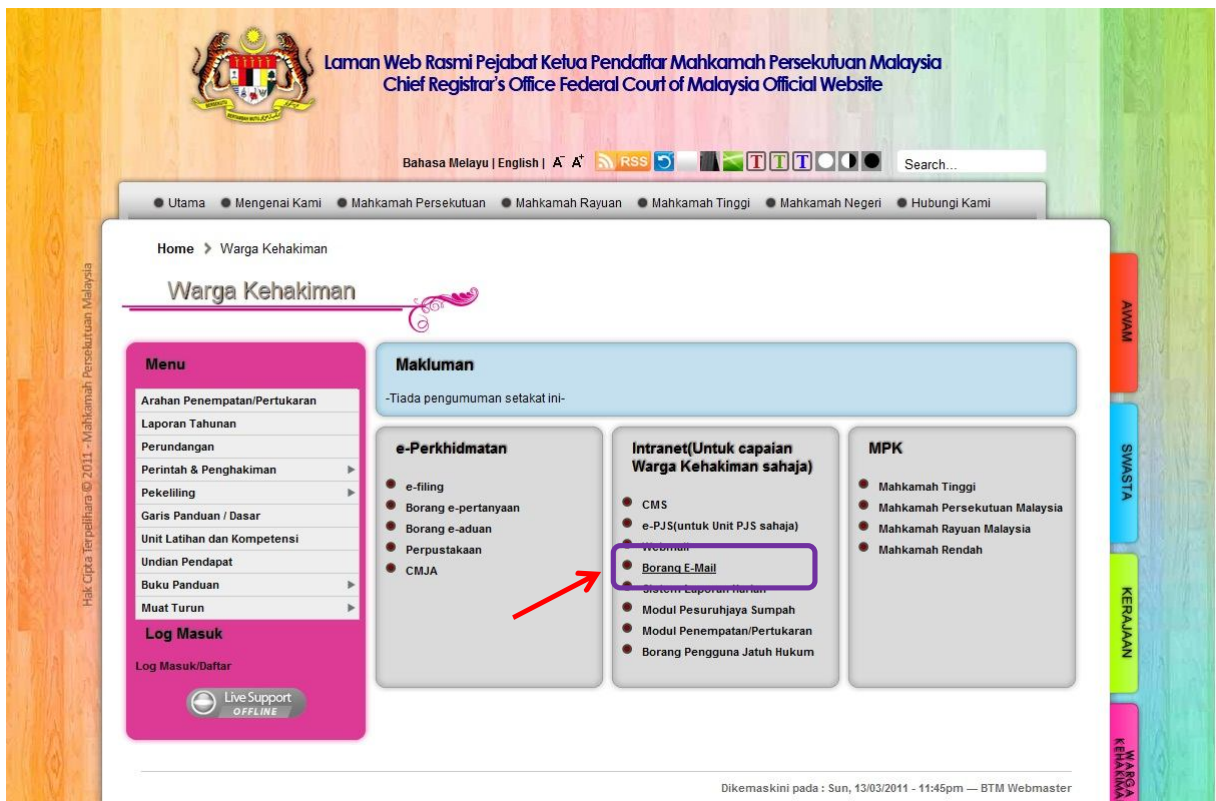 Laman Web Rasmi Pejabat Ketua Pendaftar Mahkamah Persekutuan Malaysia
Chief Registrar's Office Federal Court of Malaysia Official Website
Bahasa Melayu | English | A- A+ RSS T T T Search...
Utama Mengenai Kami Mahkamah Persekutuan Mahkamah Rayuan Mahkamah Tinggi Mahkamah Negeri Hubungi Kami
Home > Warga Kehakiman
Warga Kehakiman
Hak Cipta Terpelihara © 2011 - Mahkamah Persekutuan Malaysia
Menu
Arahan Penempatan/Pertukaran
Laporan Tahunan
Perundangan
Perintah & Penghakiman
Pekeliling
Garis Panduan / Dasar
Unit Latihan dan Kompetensi
Undian Pendapat
Buku Panduan
Muat Turun
Log Masuk
Log Masuk/Daftar
Live Support
OFFLINE
Makluman
-Tiada pengumuman setakat ini-
e-Perkhidmatan
e-filing
Borang e-pertanyaan
Borang e-aduan
Perpustakaan
CMJA
Intranet(Untuk capaian
Warga Kehakiman sahaja)
CMS
e-PJS(untuk Unit PJS sahaja)
Webmail
Borang E-Mail
Sistem Laporan Harian
Modul Pesuruhjaya Sumpah
Modul Penempatan/Pertukaran
Borang Pengguna Jatuh Hukum
MPK
Mahkamah Tinggi
Mahkamah Persekutuan Malaysia
Mahkamah Rayuan Malaysia
Mahkamah Rendah
AWAM
SWASTA
KERAJAAN
WARGA
KEHAKIMA
Dikemaskini pada : Sun, 13/03/2011 - 11:45pm — BTM Webmaster